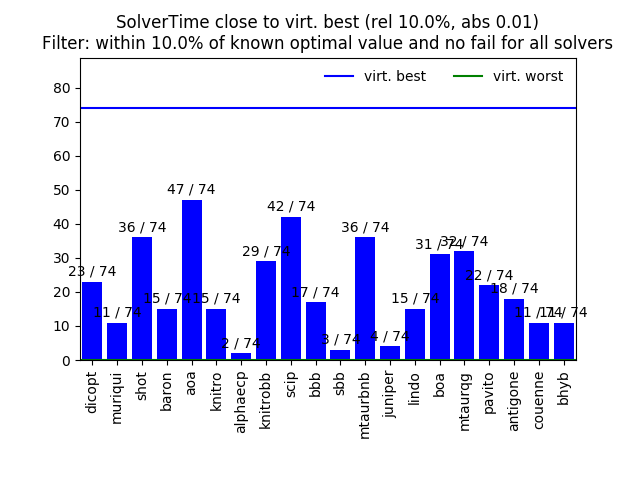 SolverTime close to virt. best (rel 10.0%, abs 0.01)
Filter: within 10.0% of known optimal value and no fail for all solvers
virt. best
virt. worst
80
70
60
50
40
30
20
10
0
23 / 74
11 / 74
36 / 74
15 / 74
47 / 74
15 / 74
2 / 74
29 / 74
42 / 74
17 / 74
3 / 74
36 / 74
4 / 74
15 / 74
31 / 74
32 / 74
22 / 74
18 / 74
11 / 74
11 / 74
dicopt
muriqui
shot
baron
aoa
knitro
alphaecp
knitrobb
scip
bbb
sbb
mtaurbnb
juniper
lindo
boa
mtaurqg
pavito
antigone
couenne
bhyb